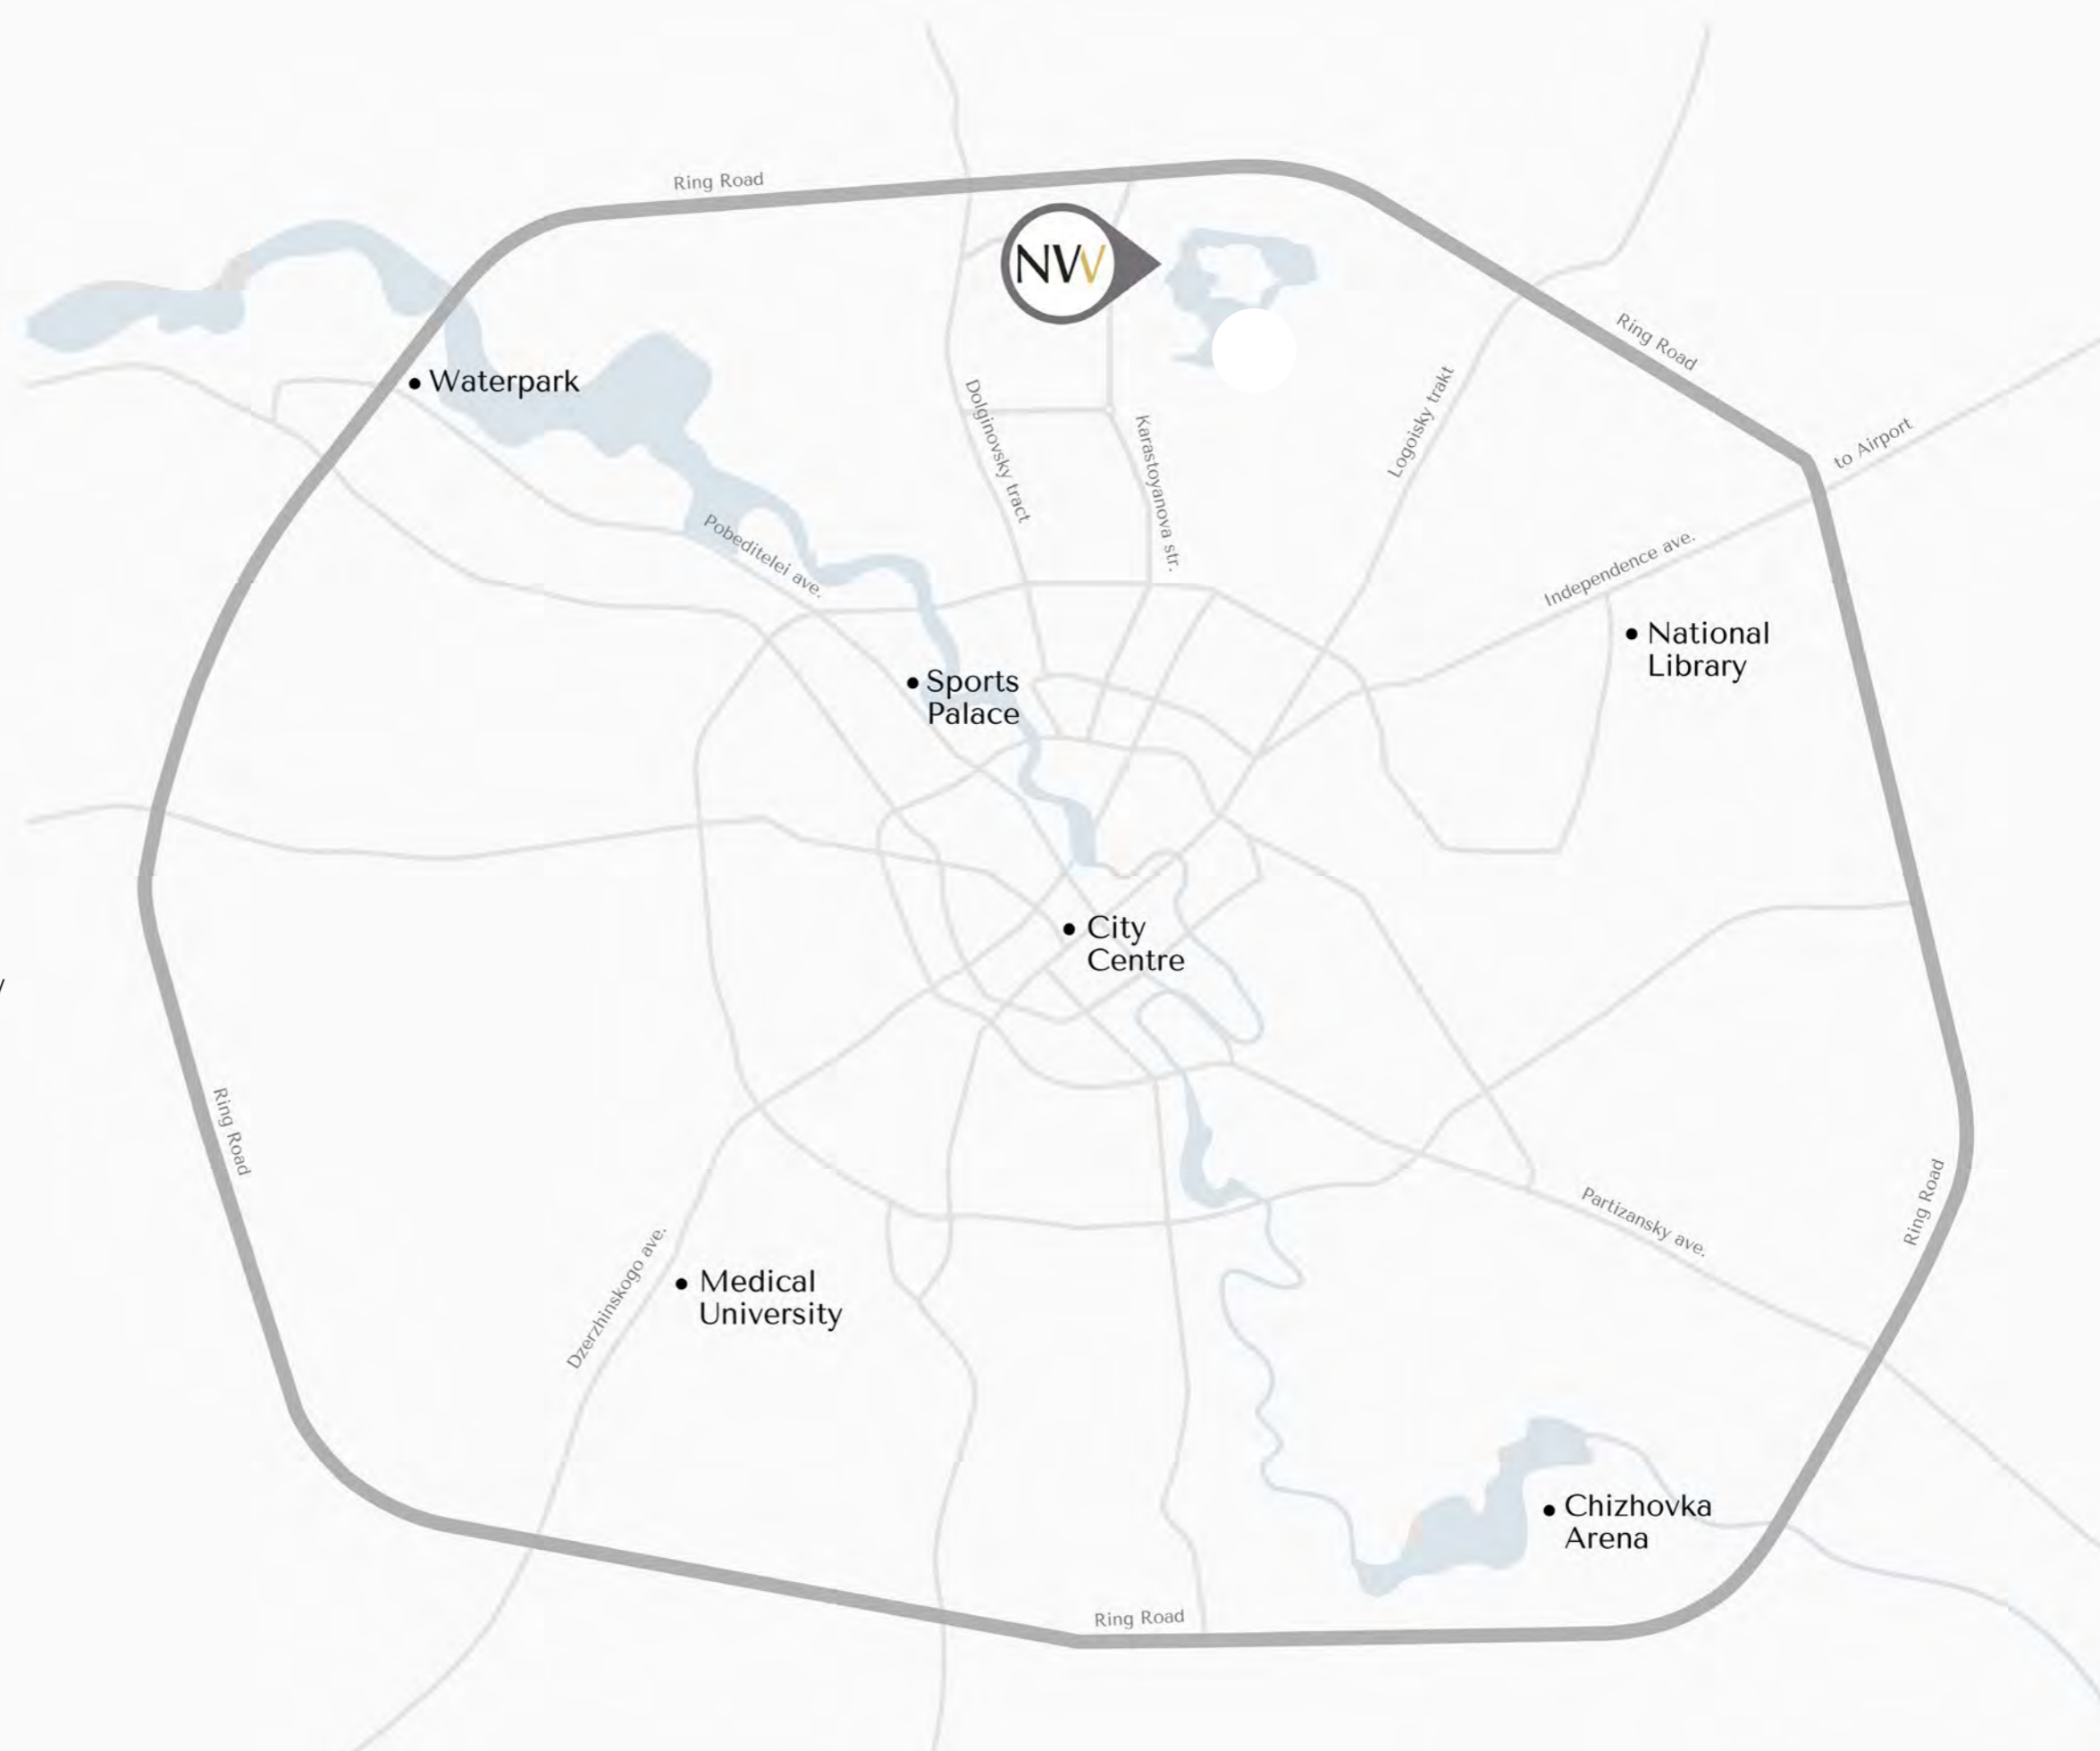 Ring Road
NW
Ring Road
Waterpark
Dolginovsky tract
Karastoyanova str.
Logoisky trakt
to Airport
Pobeditelei ave.
Independence ave.
National
Library
Sports
Palace
City
Centre
Ring Road
Partizansky ave.
Ring Road
Dzerzhinskogo ave.
Medical
University
Chizhovka
Arena
Ring Road